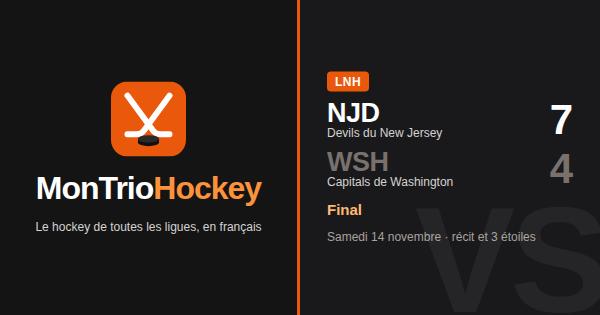 MonTrioHockey
Le hockey de toutes les ligues, en français
LNH
NJD 7
Devils du New Jersey
WSH 4
Capitals de Washington
Final
Samedi 14 novembre · récit et 3 étoiles
VS